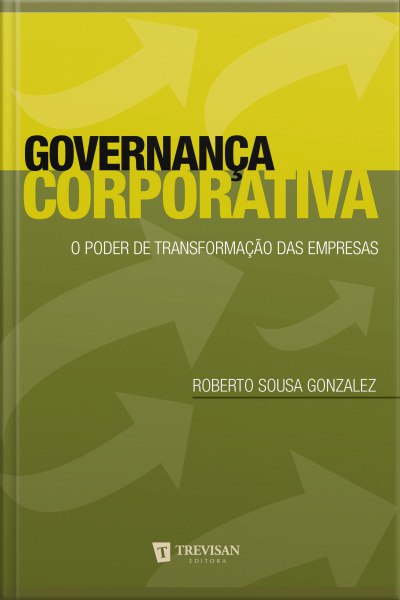 GOVERNANÇA
CORPORATIVA
O PODER DE TRANSFORMAÇÃO DAS EMPRESAS
ROBERTO SOUSA GONZALEZ
T TREVISAN
EDITORA